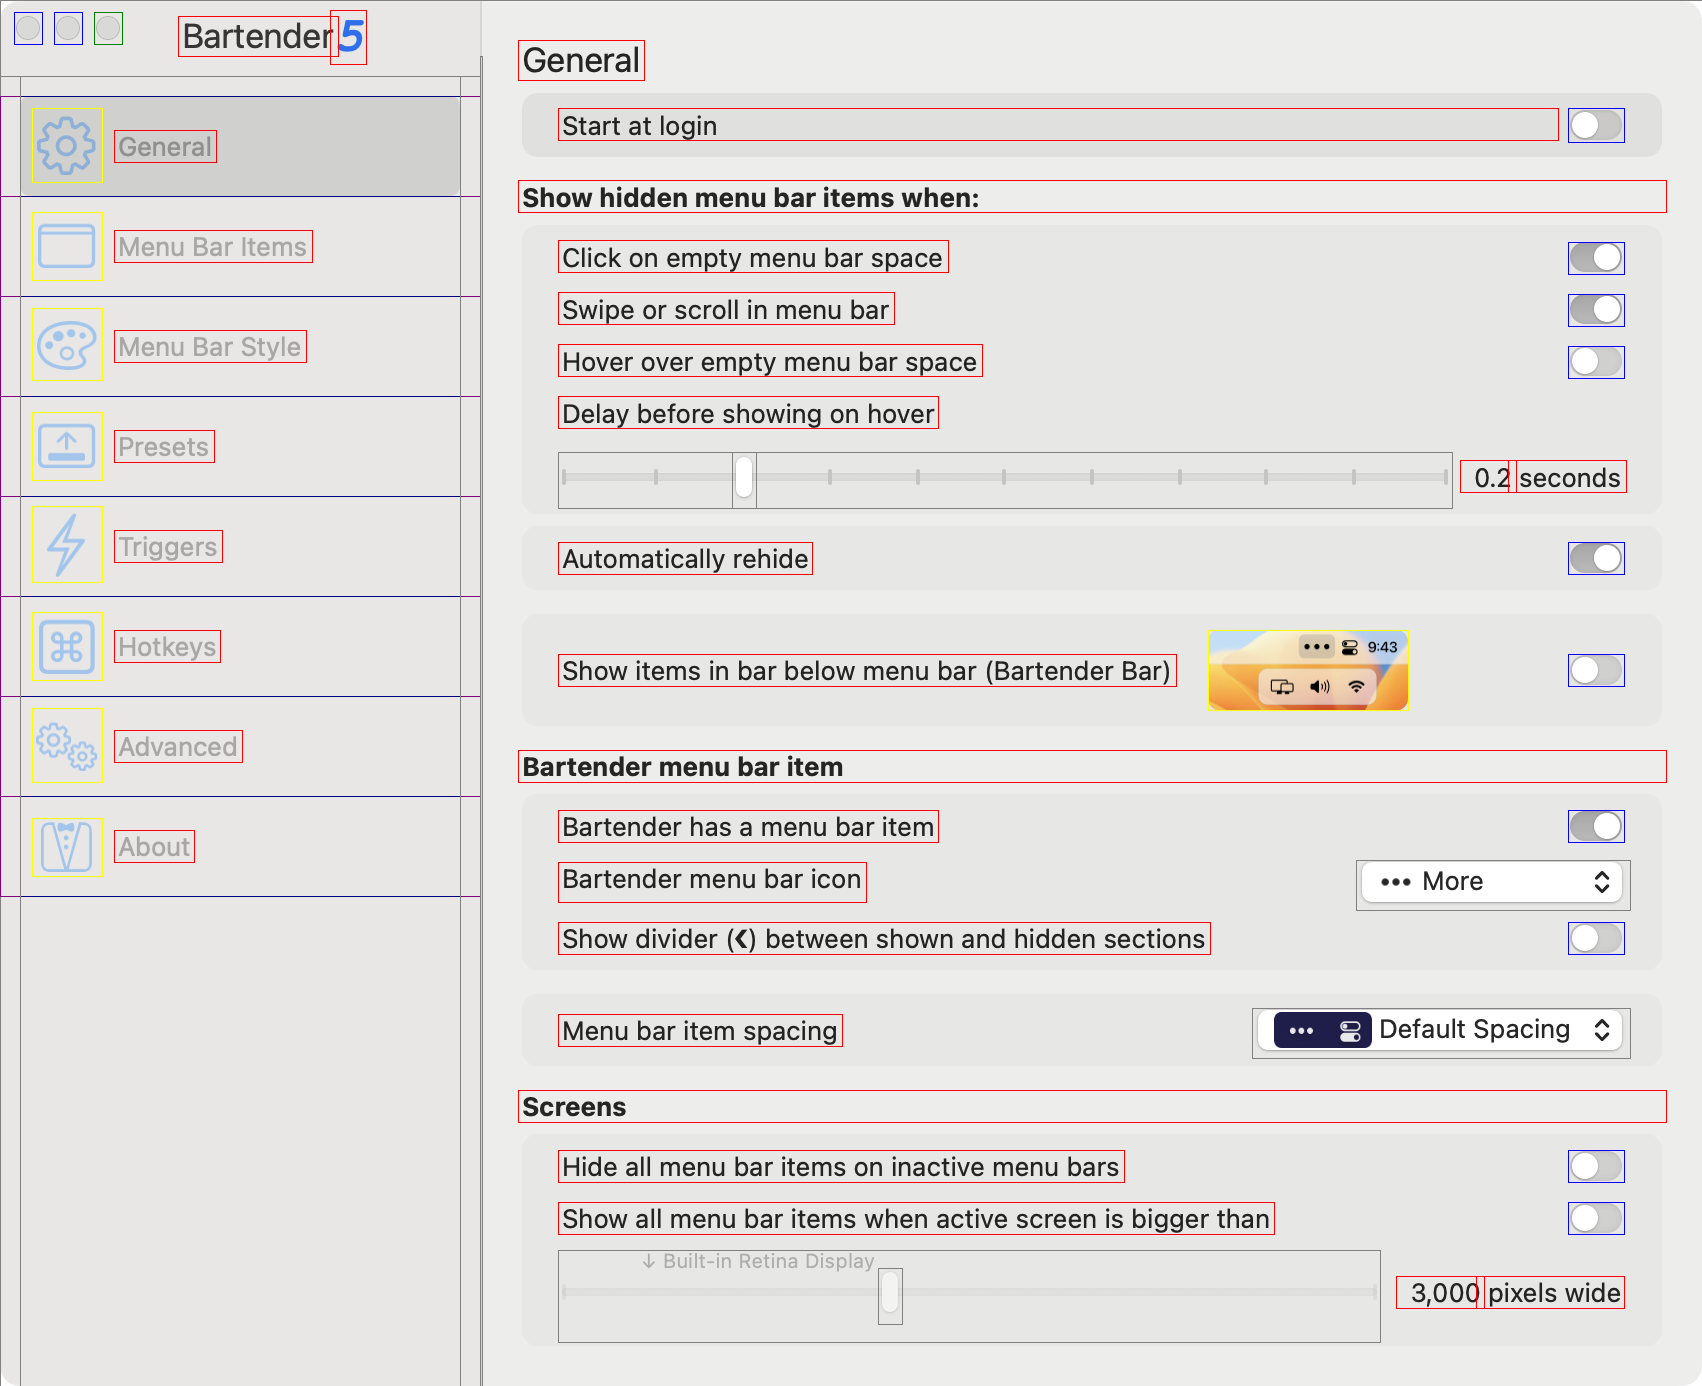 Bartender 5
General
Menu Bar Items
Menu Bar Style
Presets
Triggers
Hotkeys
Advanced
About
General
Start at login
Show hidden menu bar items when:
Click on empty menu bar space
Swipe or scroll in menu bar
Hover over empty menu bar space
Delay before showing on hover
0.2 seconds
Automatically rehide
Show items in bar below menu bar (Bartender Bar)
9:43
Bartender menu bar item
Bartender has a menu bar item
Bartender menu bar icon
••• More
Show divider (❮) between shown and hidden sections
Menu bar item spacing
••• Default Spacing
Screens
Hide all menu bar items on inactive menu bars
Show all menu bar items when active screen is bigger than
↓ Built-in Retina Display
3,000 pixels wide